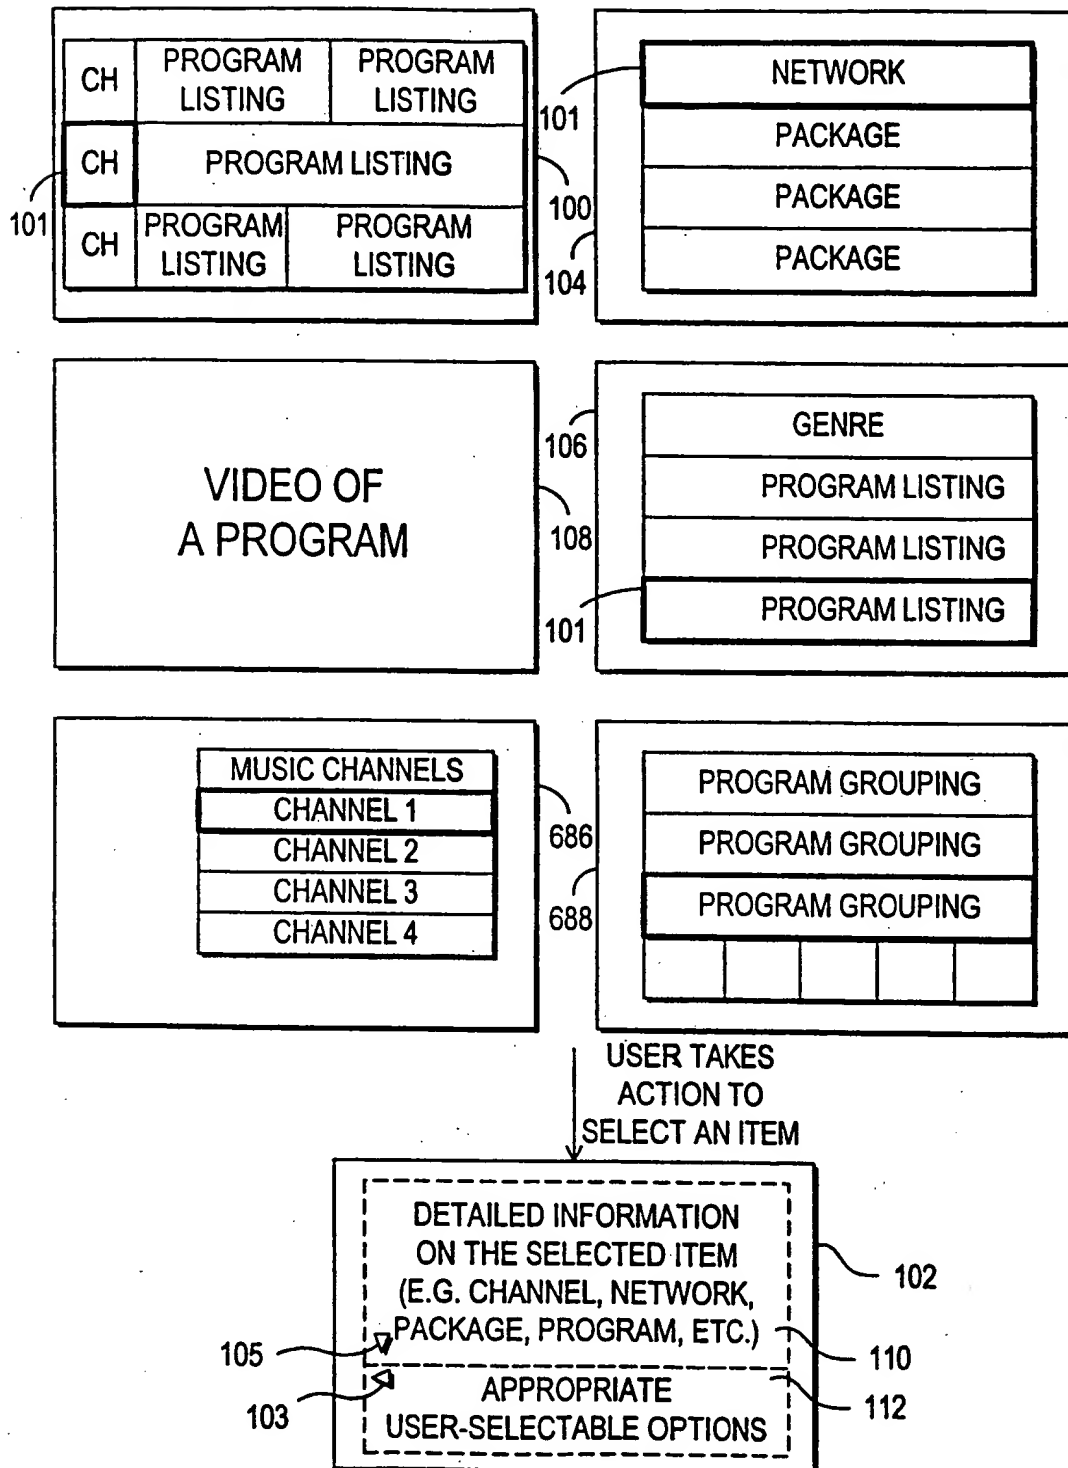 CH
PROGRAM LISTING
PROGRAM LISTING
CH
PROGRAM LISTING
CH
PROGRAM LISTING
PROGRAM LISTING
101
100
NETWORK
PACKAGE
PACKAGE
PACKAGE
101
104
VIDEO OF
A PROGRAM
108
GENRE
PROGRAM LISTING
PROGRAM LISTING
PROGRAM LISTING
106
101
MUSIC CHANNELS
CHANNEL 1
CHANNEL 2
CHANNEL 3
CHANNEL 4
686
PROGRAM GROUPING
PROGRAM GROUPING
PROGRAM GROUPING
688
USER TAKES
ACTION TO
SELECT AN ITEM
DETAILED INFORMATION
ON THE SELECTED ITEM
(E.G. CHANNEL, NETWORK,
PACKAGE, PROGRAM, ETC.)
102
105
110
103
APPROPRIATE
USER-SELECTABLE OPTIONS
112